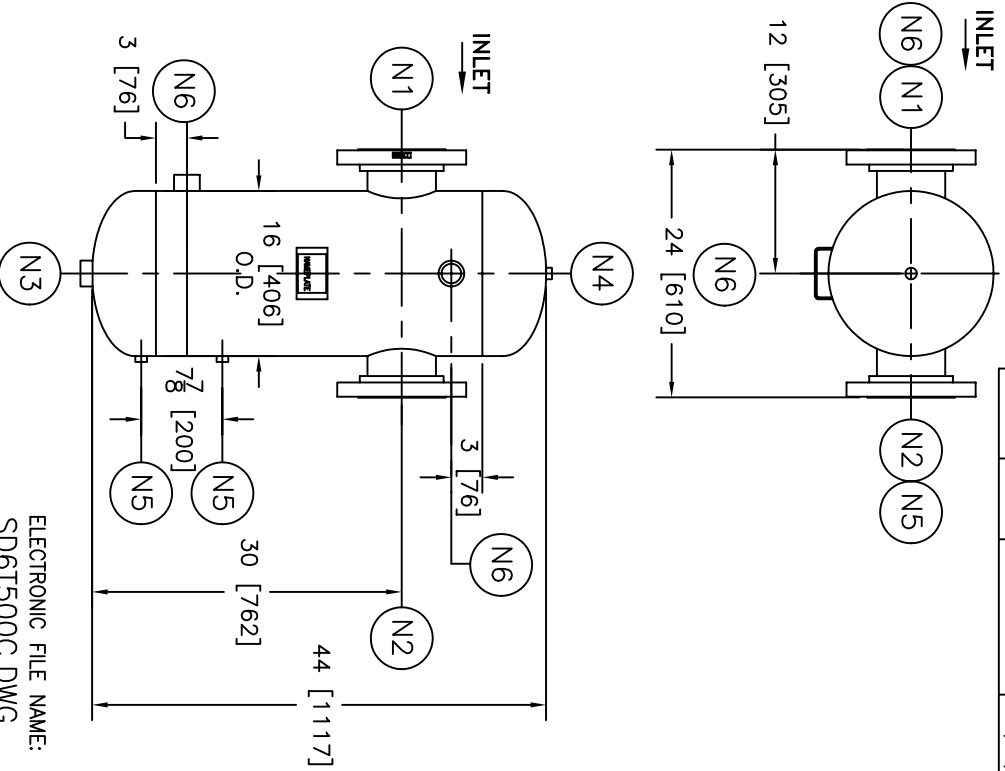 INLET
N6
N1
12 [305]
24 [610]
N6
N2
N5
INLET
N1
N6
3 [76]
16 [406]
O.D.
NAMEPLATE
N4
N3
7 7/8 [200]
N5
N5
3 [76]
N6
30 [762]
N2
44 [1117]
ELECTRONIC FILE NAME:
SD6T500C.DWG